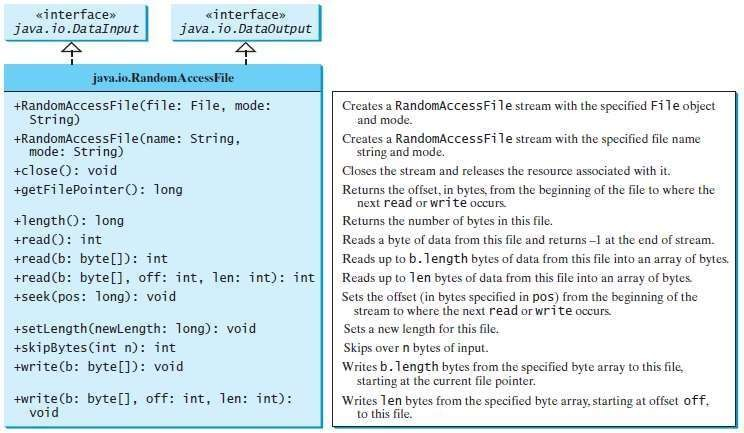 «interface»
java.io.DataInput
«interface»
java.io.DataOutput
java.io.RandomAccessFile
+RandomAccessFile(file: File, mode:
String)
Creates a RandomAccessFile stream with the specified File object
and mode.
+RandomAccessFile(name: String,
mode: String)
Creates a RandomAccessFile stream with the specified file name
string and mode.
+close(): void
Closes the stream and releases the resource associated with it.
+getFilePointer(): long
Returns the offset, in bytes, from the beginning of the file to where the
next read or write occurs.
+length(): long
Returns the number of bytes in this file.
+read(): int
Reads a byte of data from this file and returns –1 at the end of stream.
+read(b: byte[]): int
Reads up to b.length bytes of data from this file into an array of bytes.
+read(b: byte[], off: int, len: int): int
Reads up to len bytes of data from this file into an array of bytes.
+seek(pos: long): void
Sets the offset (in bytes specified in pos) from the beginning of the
stream to where the next read or write occurs.
+setLength(newLength: long): void
Sets a new length for this file.
+skipBytes(int n): int
Skips over n bytes of input.
+write(b: byte[]): void
Writes b.length bytes from the specified byte array to this file,
starting at the current file pointer.
+write(b: byte[], off: int, len: int):
void
Writes len bytes from the specified byte array, starting at offset off,
to this file.